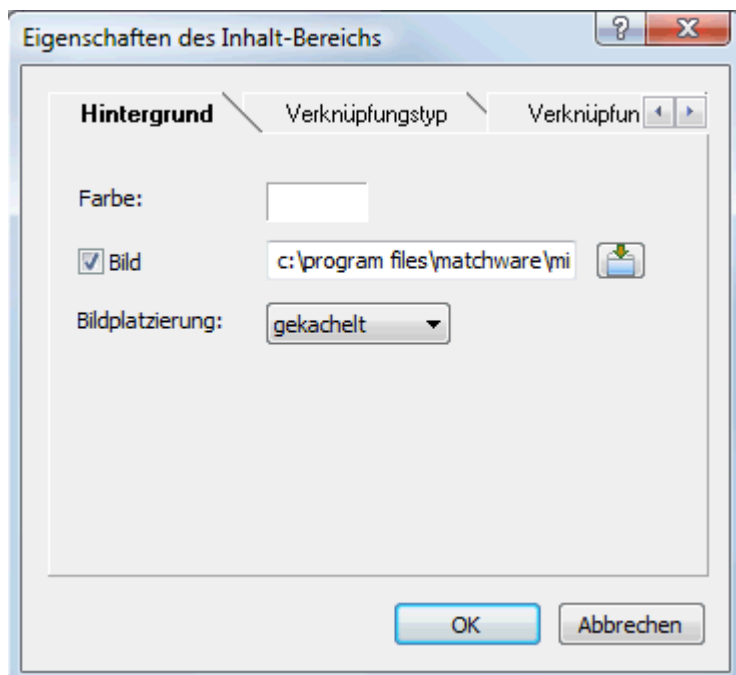 Eigenschaften des Inhalt-Bereichs
Hintergrund Verknüpfungstyp Verknüpfun
Farbe:
Bild c:\program files\matchware\mi
Bildplatzierung: gekachelt
OK Abbrechen